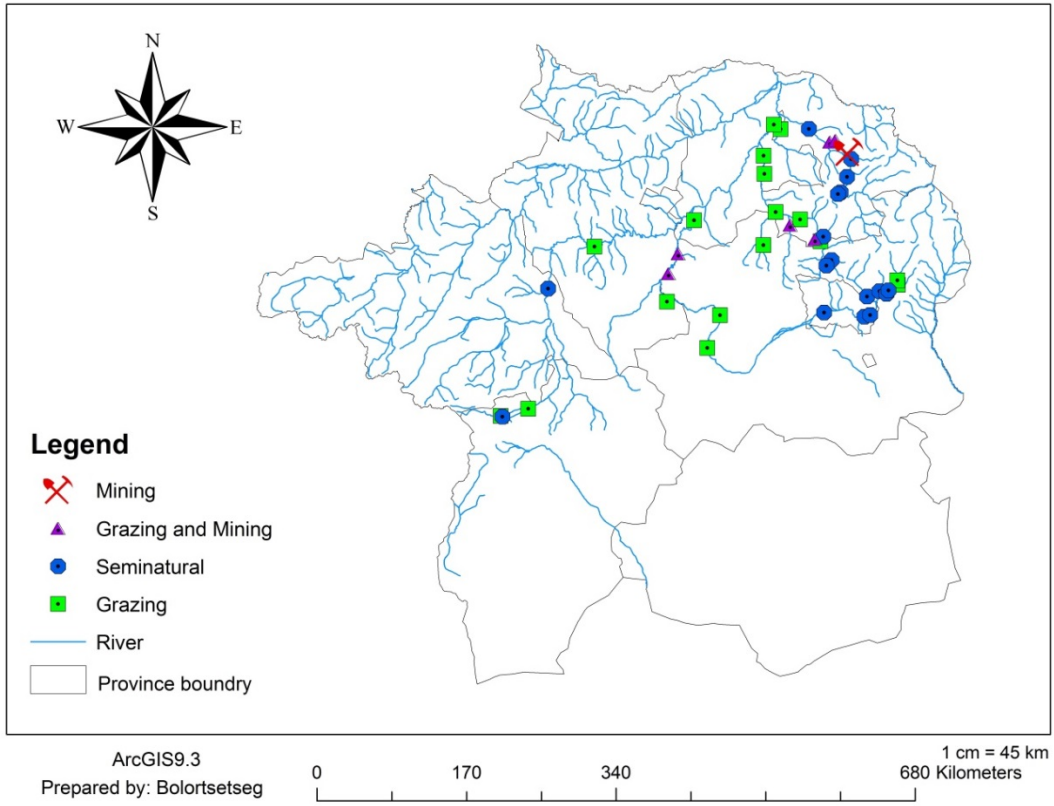 N
W E
S
Legend
Mining
Grazing and Mining
Seminatural
Grazing
River
Province boundry
ArcGIS9.3
Prepared by: Bolortsetseg
1 cm = 45 km
0 170 340 680 Kilometers